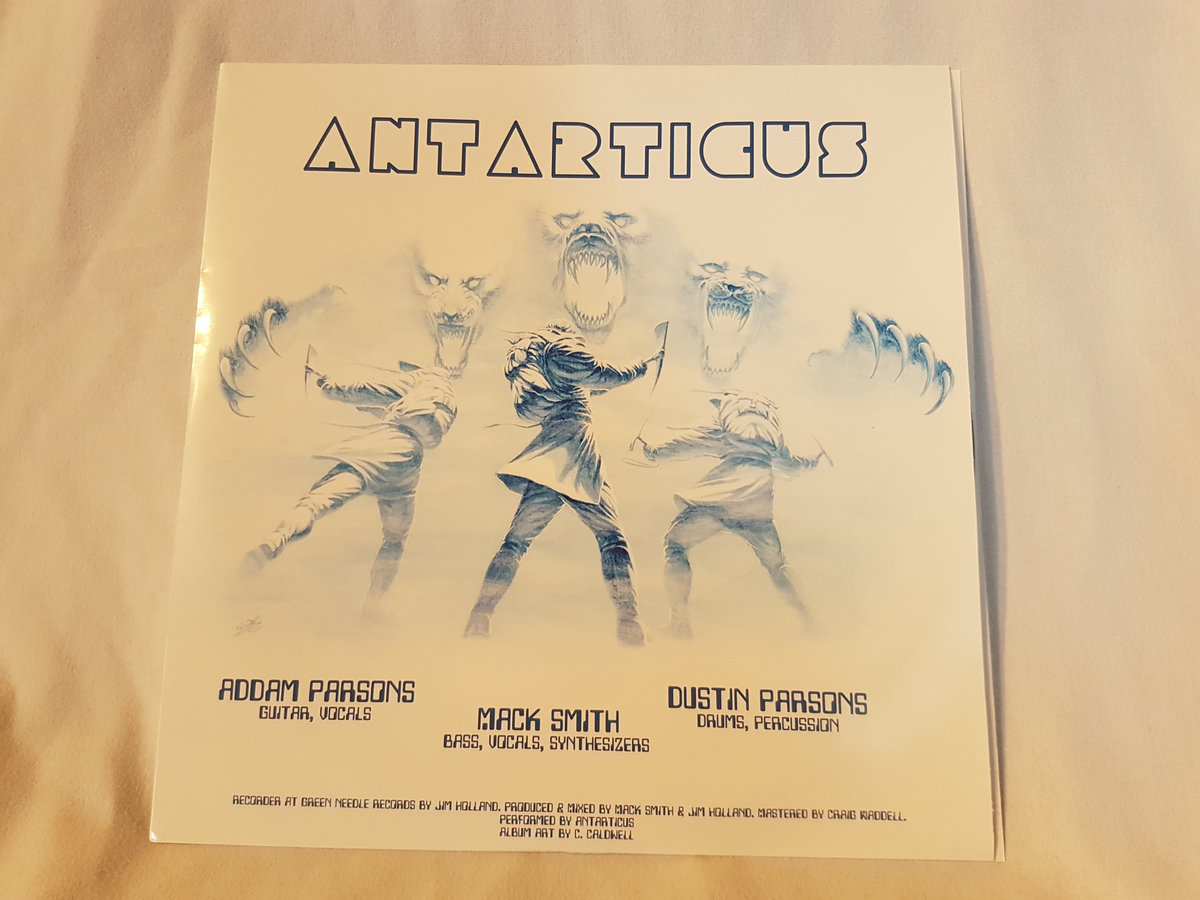 ANTARTICUS
ADDAM PARSONS
GUITAR, VOCALS
MACK SMITH
BASS, VOCALS, SYNTHESIZERS
DUSTIN PARSONS
DRUMS, PERCUSSION
RECORDER AT GREEN NEEDLE RECORDS BY JIM HOLLAND. PRODUCED & MIXED BY MACK SMITH & JIM HOLLAND. MASTERED BY CRAIG WADDELL.
PERFORMED BY ANTARTICUS
ALBUM ART BY C. CALDWELL